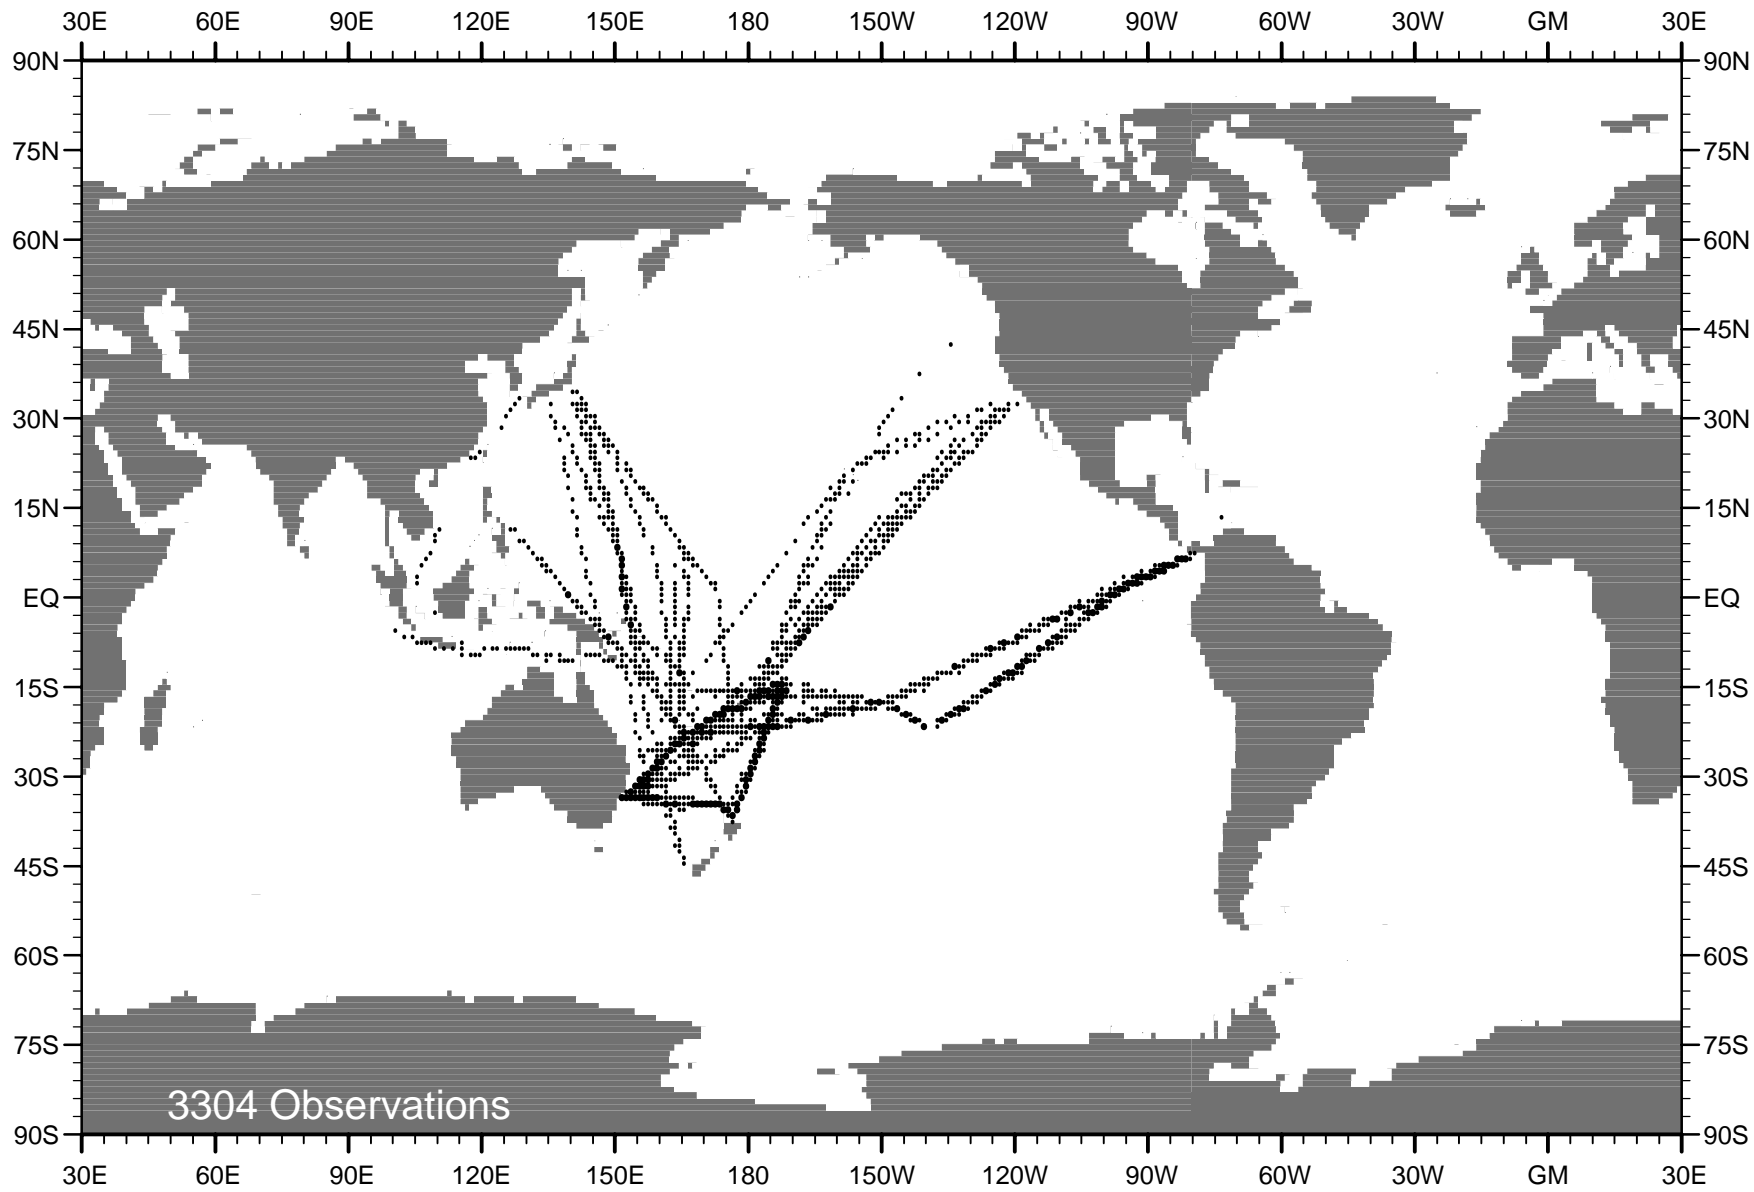 30E 60E 90E 120E 150E 180 150W 120W 90W 60W 30W GM 30E
90N 90N
75N 75N
60N 60N
45N 45N
30N 30N
15N 15N
EQ EQ
15S 15S
30S 30S
45S 45S
60S 60S
75S 75S
3304 Observations
90S 90S
30E 60E 90E 120E 150E 180 150W 120W 90W 60W 30W GM 30E